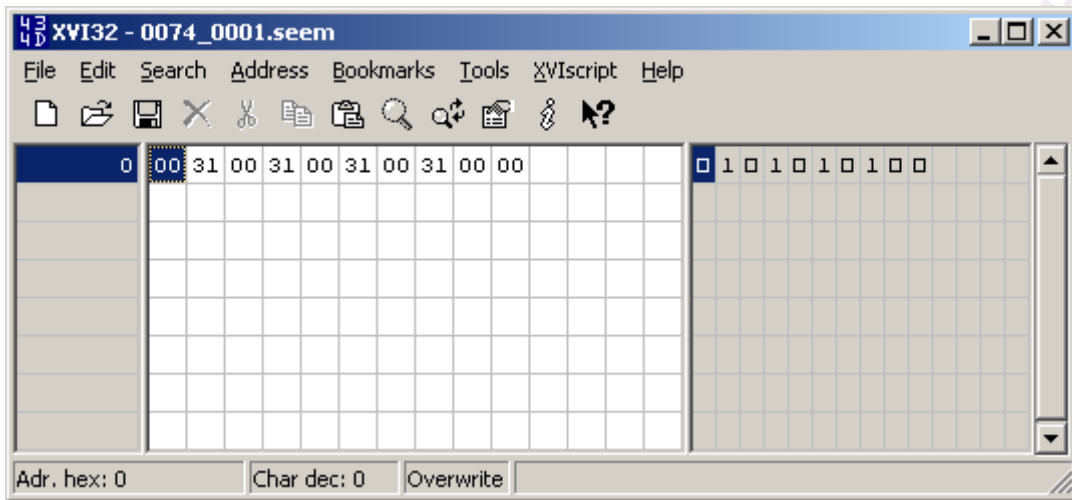 XVI32 - 0074_0001.seem
File Edit Search Address Bookmarks Tools XVIscript Help
0 00 31 00 31 00 31 00 31 00 00 □ 1 □ 1 □ 1 □ 1 □ □
Adr. hex: 0 Char dec: 0 Overwrite